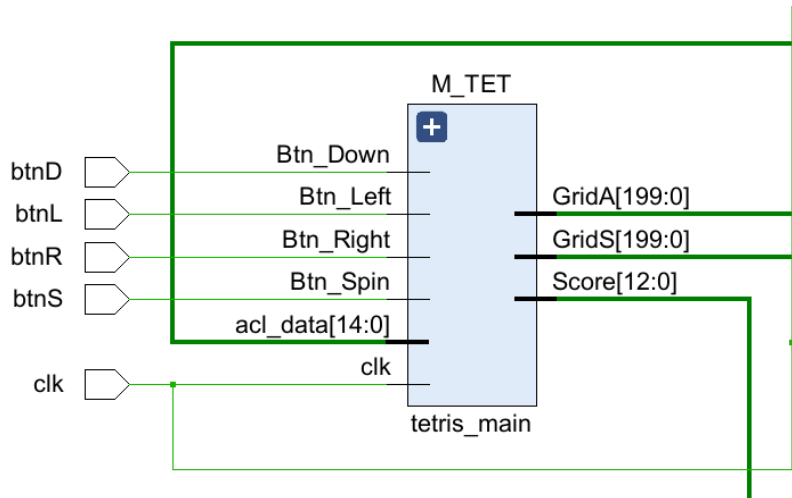 M_TET
btnD
Btn_Down
btnL
Btn_Left
GridA[199:0]
btnR
Btn_Right
GridS[199:0]
btnS
Btn_Spin
Score[12:0]
acl_data[14:0]
clk
clk
tetris_main